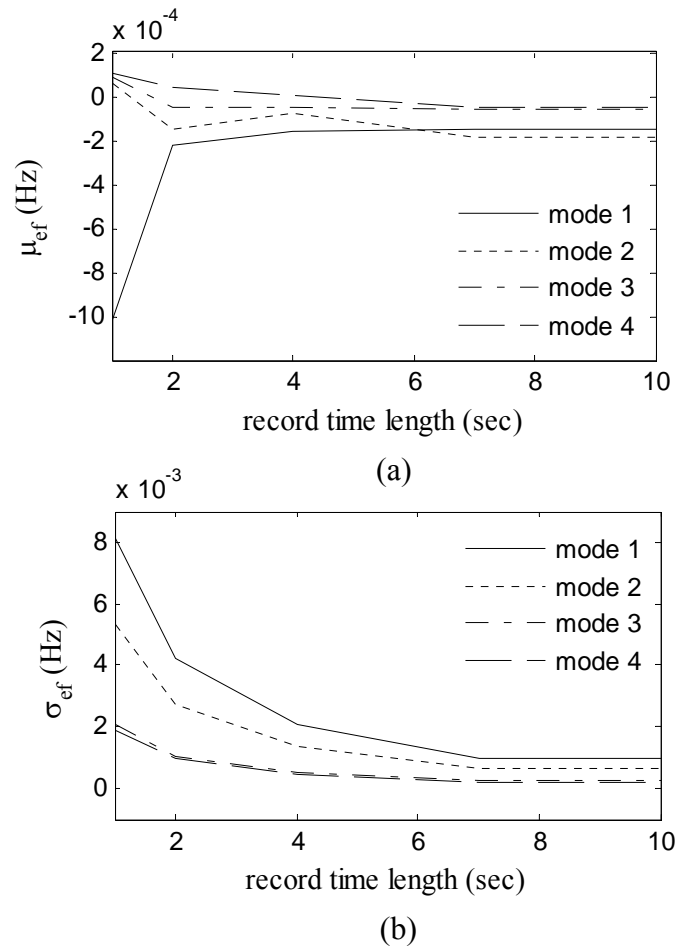 x 10^-4
2
0
-2
-4
-6
-8
-10
μ_ef (Hz)
mode 1
mode 2
mode 3
mode 4
2 4 6 8 10
record time length (sec)
(a)
x 10^-3
8
6
4
2
0
σ_ef (Hz)
mode 1
mode 2
mode 3
mode 4
2 4 6 8 10
record time length (sec)
(b)